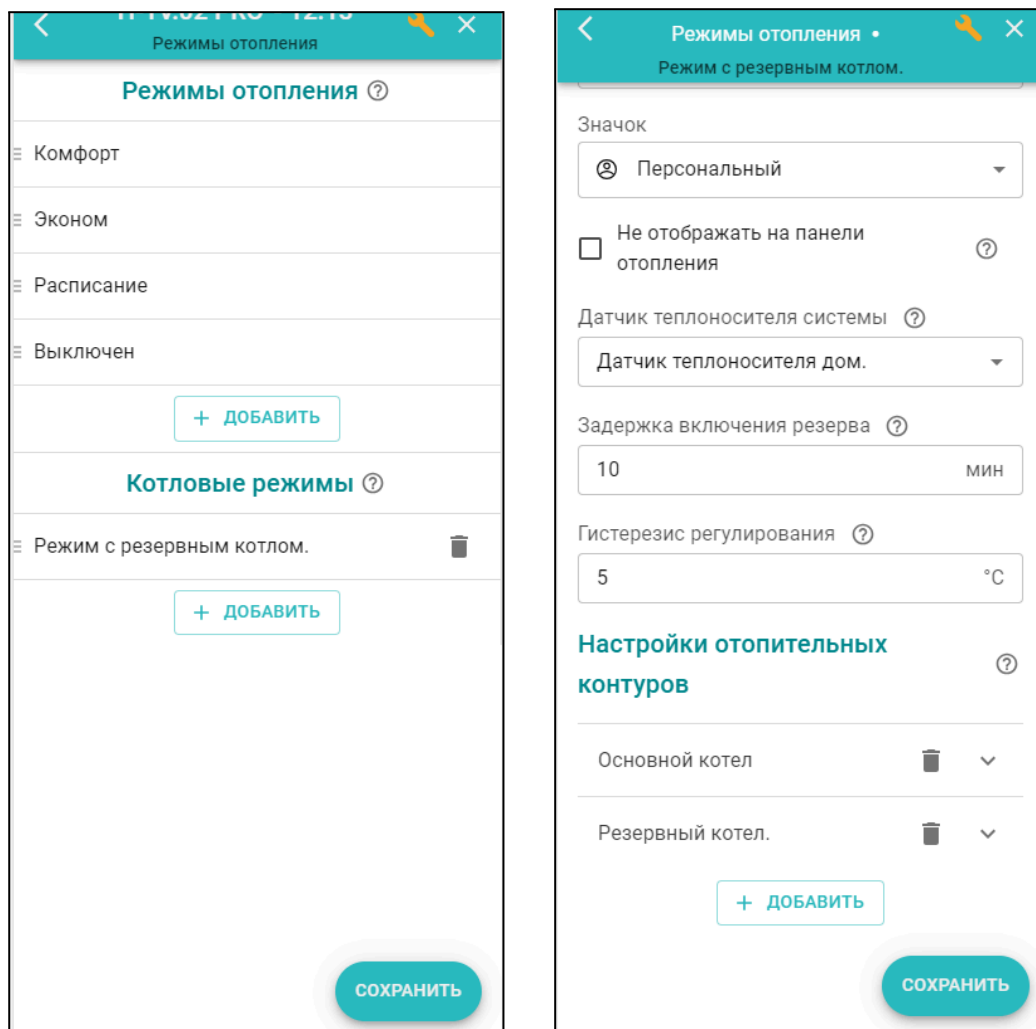 Режимы отопления
Режимы отопления
Комфорт
Эконом
Расписание
Выключен
+ ДОБАВИТЬ
Котловые режимы
Режим с резервным котлом.
+ ДОБАВИТЬ
СОХРАНИТЬ
Режимы отопления •
Режим с резервным котлом.
Значок
Персональный
Не отображать на панели
отопления
Датчик теплоносителя системы
Датчик теплоносителя дом.
Задержка включения резерва
10 мин
Гистерезис регулирования
5 °C
Настройки отопительных
контуров
Основной котел
Резервный котел.
+ ДОБАВИТЬ
СОХРАНИТЬ